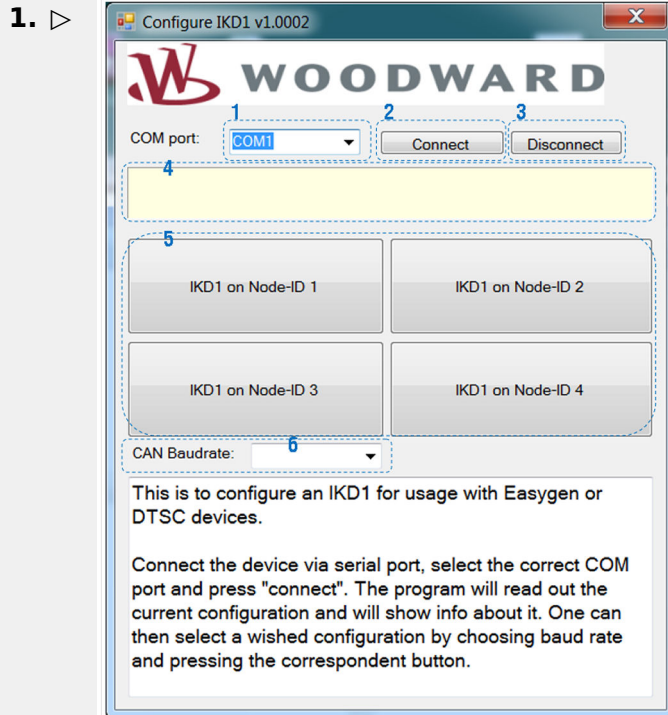 1. ▷
Configure IKD1 v1.0002
WOODWARD
1 2 3
COM port: COM1 Connect Disconnect
4
5
IKD1 on Node-ID 1 IKD1 on Node-ID 2
IKD1 on Node-ID 3 IKD1 on Node-ID 4
6
CAN Baudrate:
This is to configure an IKD1 for usage with Easygen or
DTSC devices.
Connect the device via serial port, select the correct COM
port and press "connect". The program will read out the
current configuration and will show info about it. One can
then select a wished configuration by choosing baud rate
and pressing the correspondent button.